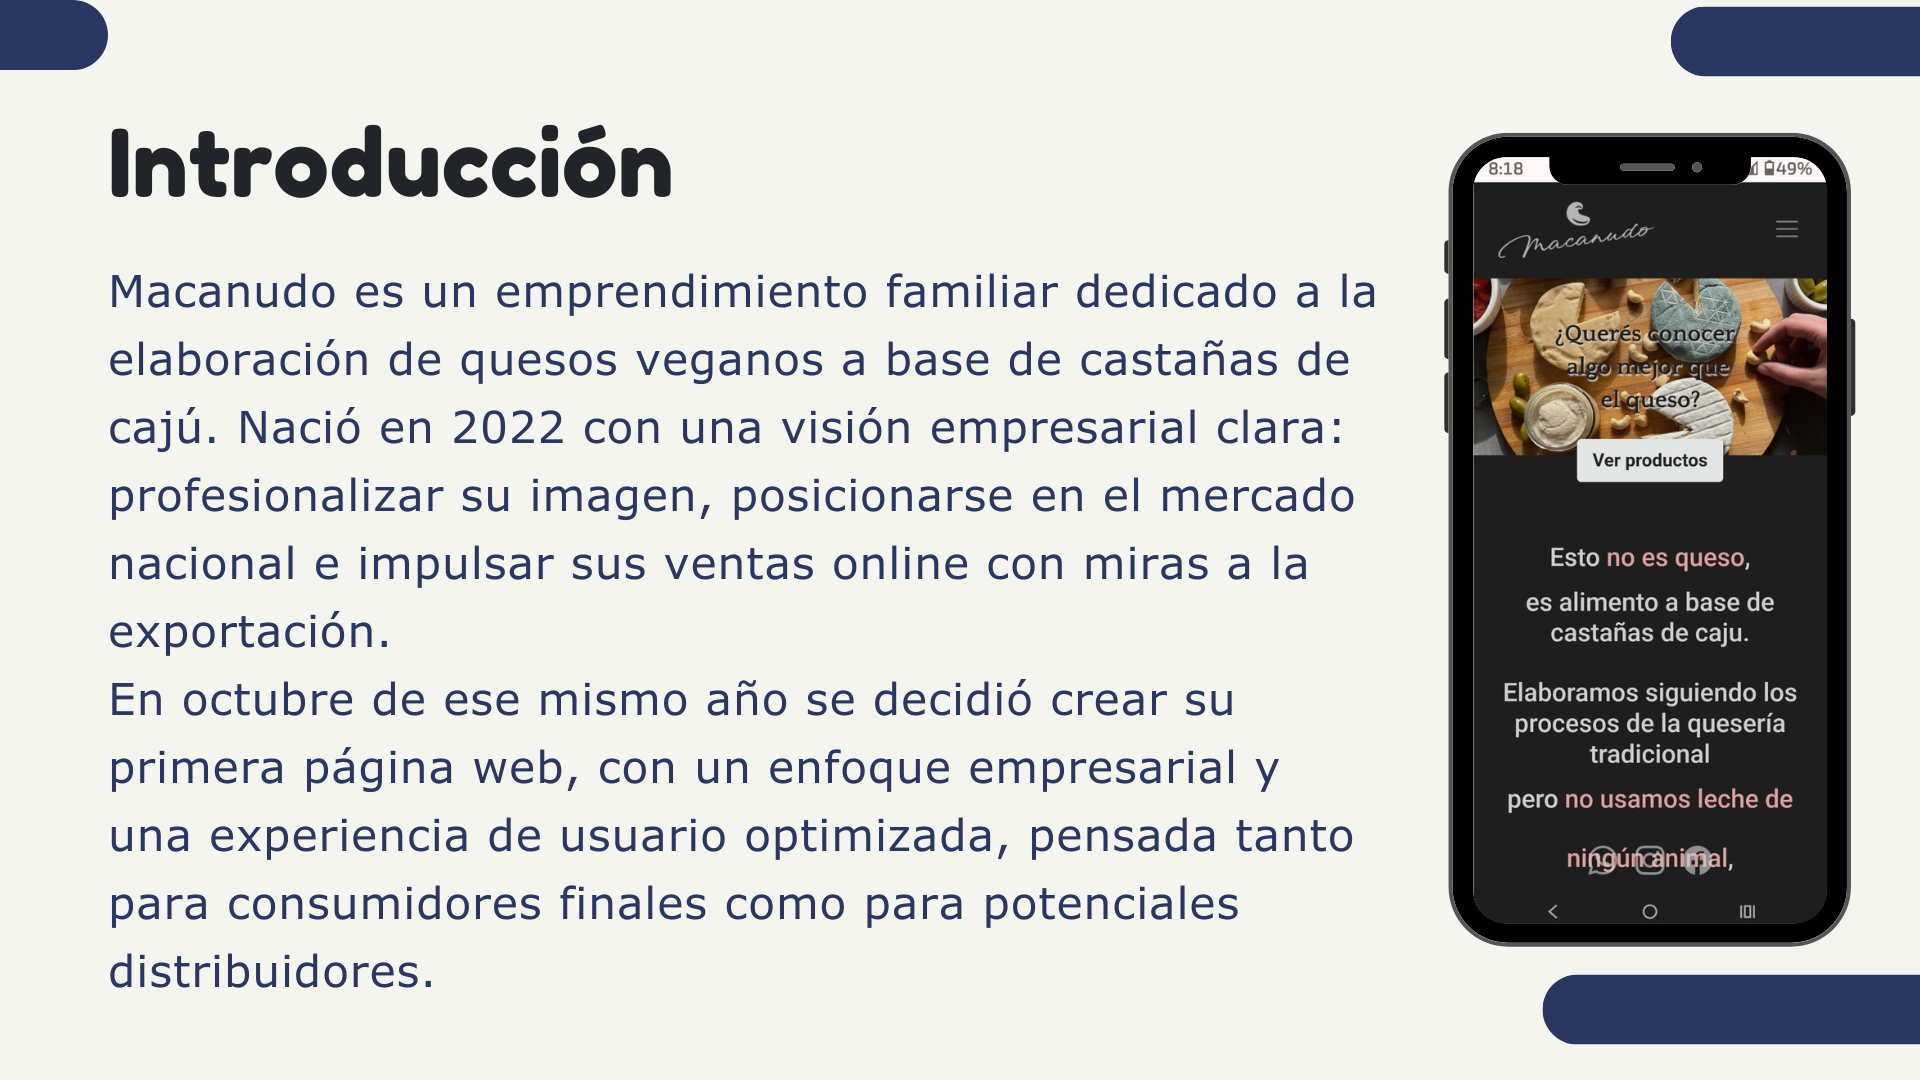 Introducción
Macanudo es un emprendimiento familiar dedicado a la
elaboración de quesos veganos a base de castañas de
cajú. Nació en 2022 con una visión empresarial clara:
profesionalizar su imagen, posicionarse en el mercado
nacional e impulsar sus ventas online con miras a la
exportación.
En octubre de ese mismo año se decidió crear su
primera página web, con un enfoque empresarial y
una experiencia de usuario optimizada, pensada tanto
para consumidores finales como para potenciales
distribuidores.
8:18 49%
Macanudo
¿Querés conocer
algo mejor que
el queso?
Ver productos
Esto no es queso,
es alimento a base de
castañas de caju.
Elaboramos siguiendo los
procesos de la quesería
tradicional
pero no usamos leche de
ningún animal,